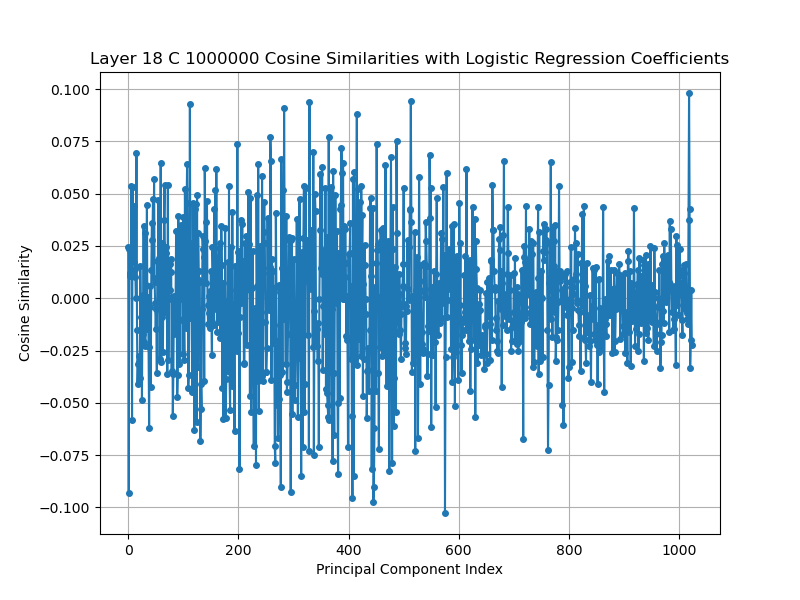 Layer 18 C 1000000 Cosine Similarities with Logistic Regression Coefficients
0.100
0.075
0.050
0.025
0.000
−0.025
−0.050
−0.075
−0.100
Cosine Similarity
0 200 400 600 800 1000
Principal Component Index